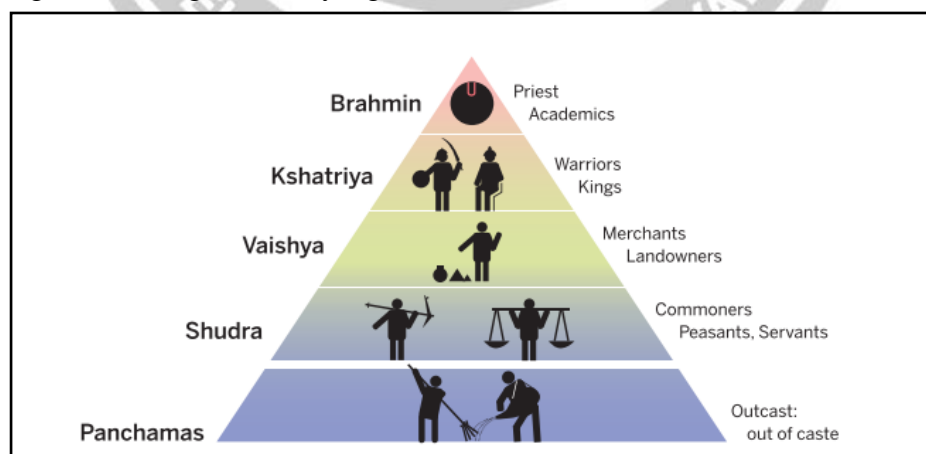 Brahmin
Priest
Academics
Kshatriya
Warriors
Kings
Vaishya
Merchants
Landowners
Shudra
Commoners
Peasants, Servants
Panchamas
Outcast:
out of caste